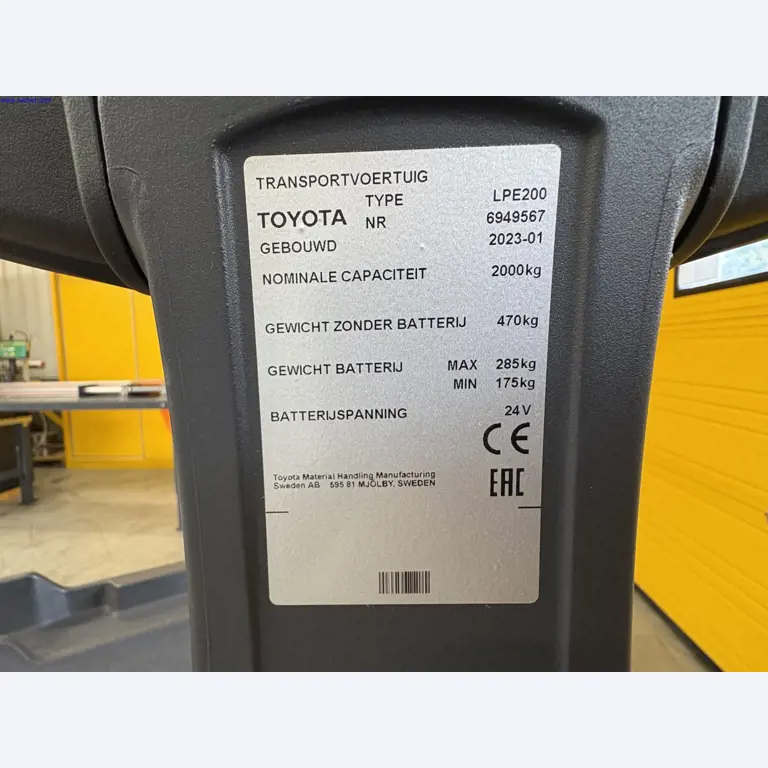 TRANSPORTVOERTUIG
TYPE LPE200
TOYOTA NR 6949567
GEBOUWD 2023-01
NOMINALE CAPACITEIT 2000kg
GEWICHT ZONDER BATTERIJ 470kg
GEWICHT BATTERIJ MAX 285kg
MIN 175kg
BATTERIJSPANNING 24V
CE
Toyota Material Handling Manufacturing
Sweden AB 595 81 MJÖLBY, SWEDEN
EAC